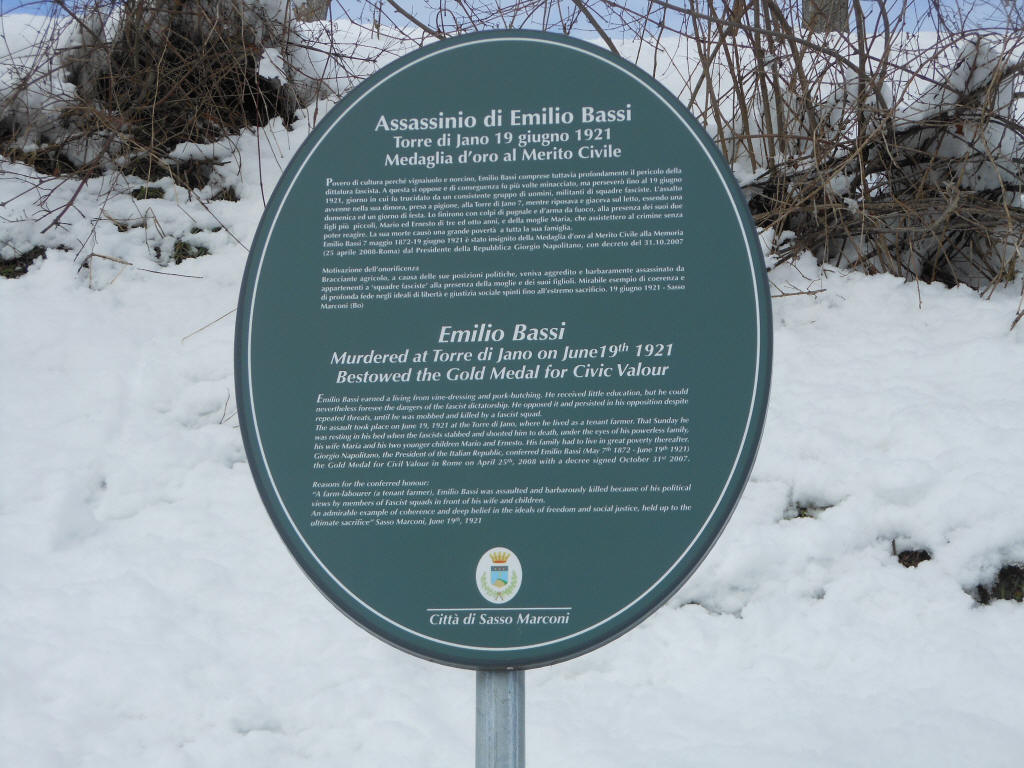 Assassinio di Emilio Bassi
Torre di Jano 19 giugno 1921
Medaglia d'oro al Merito Civile
Povero di cultura perché vignaiuolo e norcino, Emilio Bassi comprese tuttavia profondamente il pericolo della
dittatura fascista. A questa si oppose e di conseguenza fu più volte minacciato, ma perseverò fino al 19 giugno
1921, giorno in cui fu trucidato da un consistente gruppo di uomini, militanti di squadre fasciste. L'assalto
avvenne nella sua dimora, presa a pigione, alla Torre di Jano 7, mentre riposava e giaceva sul letto, essendo una
domenica ed un giorno di festa. Lo finirono con colpi di pugnale e d'arma da fuoco, alla presenza dei suoi due
figli più piccoli, Mario ed Ernesto di tre ed otto anni, e della moglie Maria, che assistettero al crimine senza
poter reagire. La sua morte causò una grande povertà a tutta la sua famiglia.
Emilio Bassi 7 maggio 1872-19 giugno 1921 è stato insignito della Medaglia d'oro al Merito Civile alla Memoria
(25 aprile 2008-Roma) dal Presidente della Repubblica Giorgio Napolitano, con decreto del 31.10.2007
Motivazione dell'onorificenza
Bracciante agricolo, a causa delle sue posizioni politiche, veniva aggredito e barbaramente assassinato da
appartenenti a 'squadre fasciste' alla presenza della moglie e dei suoi figlioli. Mirabile esempio di coerenza e
di profonda fede negli ideali di libertà e giustizia sociale spinti fino all'estremo sacrificio. 19 giugno 1921 - Sasso
Marconi (Bo)
Emilio Bassi
Murdered at Torre di Jano on June19th 1921
Bestowed the Gold Medal for Civic Valour
Emilio Bassi earned a living from vine-dressing and pork-butching. He received little education, but he could
nevertheless foresee the dangers of the fascist dictatorship. He opposed it and persisted in his opposition despite
repeated threats, until he was mobbed and killed by a fascist squad.
The assault took place on June 19, 1921 at the Torre di Jano, where he lived as a tenant farmer. That Sunday he
was resting in his bed when the fascists stabbed and shooted him to death, under the eyes of his powerless family,
his wife Maria and his two younger children Mario and Ernesto. His family had to live in great poverty thereafter.
Giorgio Napolitano, the President of the Italian Republic, conferred Emilio Bassi (May 7th 1872 - June 19th 1921)
the Gold Medal for Civil Valour in Rome on April 25th, 2008 with a decree signed October 31st 2007.
Reasons for the conferred honour:
"A farm-labourer (a tenant farmer), Emilio Bassi was assaulted and barbarously killed because of his political
views by members of Fascist squads in front of his wife and children.
An admirable example of coherence and deep belief in the ideals of freedom and social justice, held up to the
ultimate sacrifice" Sasso Marconi, June 19th, 1921
Città di Sasso Marconi